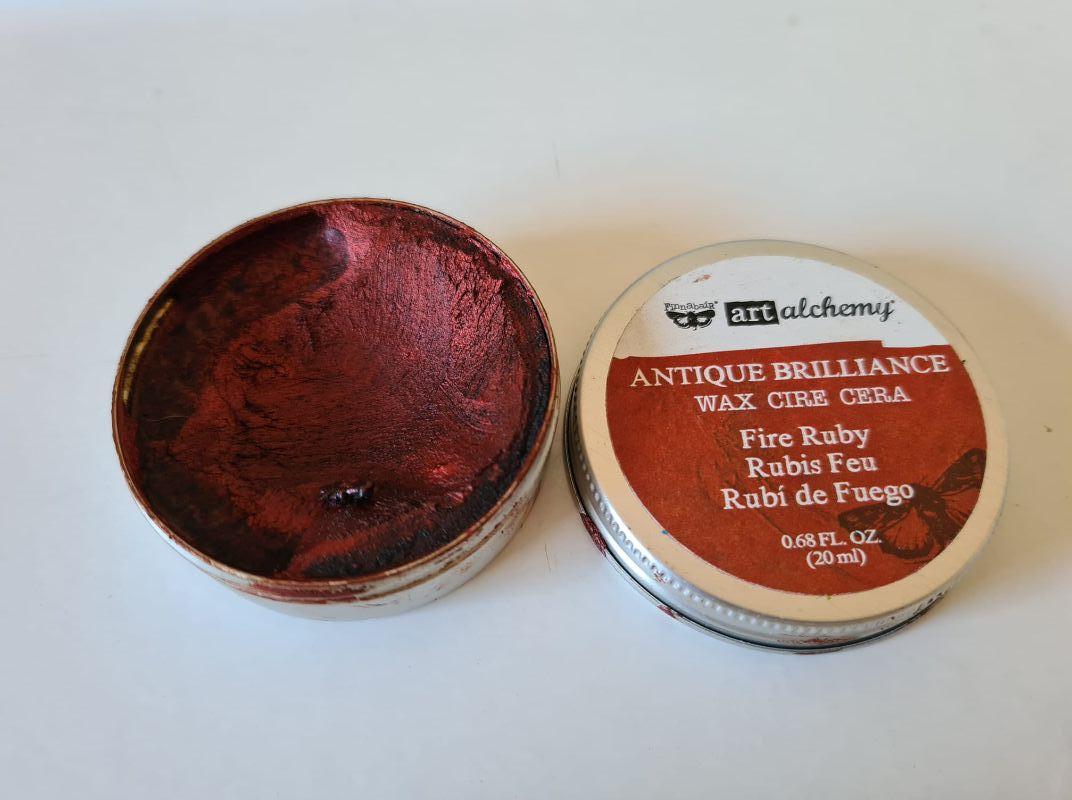 Finnabair®
art alchemy®
ANTIQUE BRILLIANCE
WAX CIRE CERA
Fire Ruby
Rubis Feu
Rubí de Fuego
0.68 FL. OZ.
(20 ml)